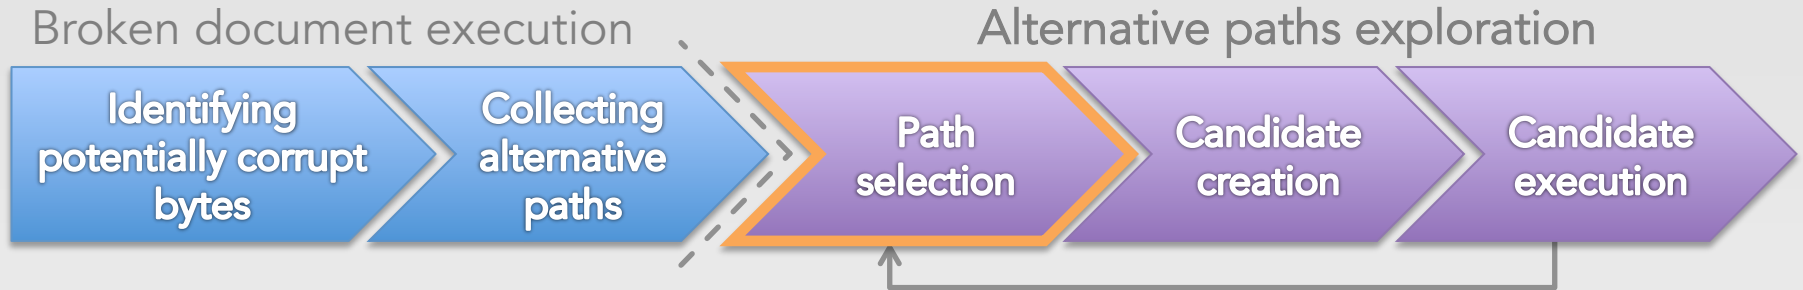 Broken document execution
Alternative paths exploration
Identifying
potentially corrupt
bytes
Collecting
alternative
paths
Path
selection
Candidate
creation
Candidate
execution